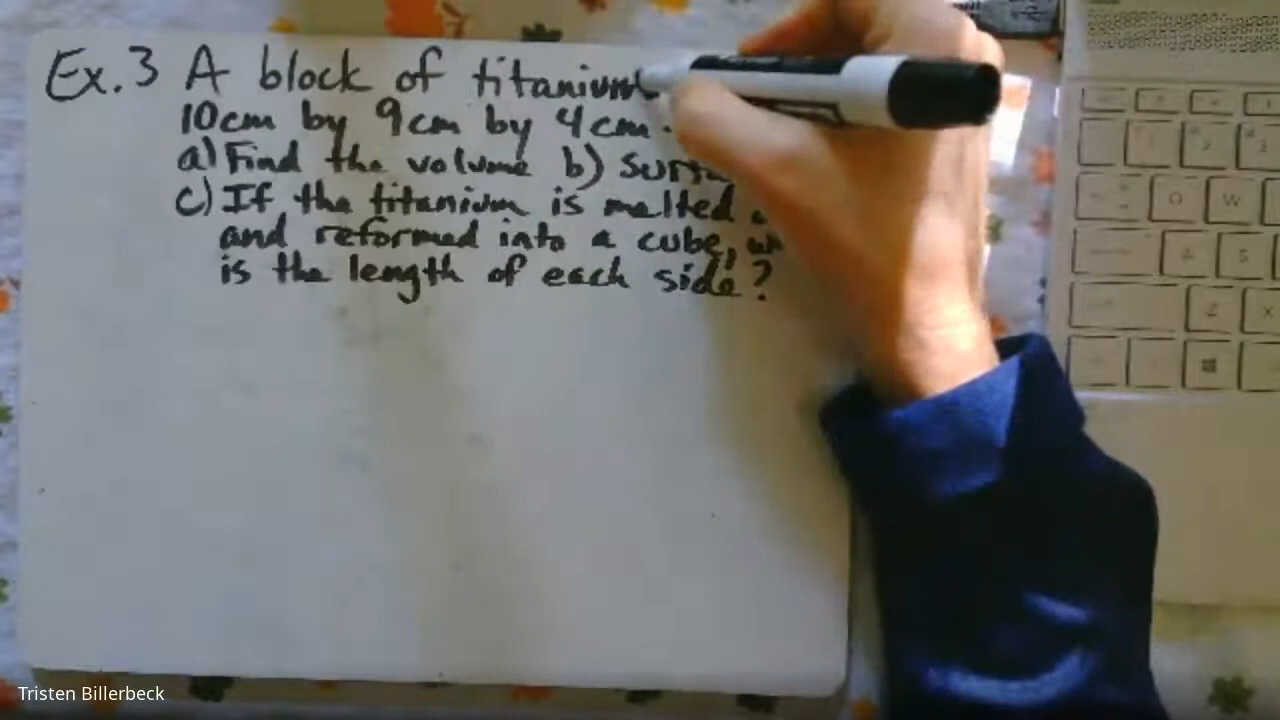 Ex.3 A block of titanium
10cm by 9cm by 4cm.
a) Find the volume b)
c) If the titanium is melted
and reformed into a cube,
is the length of each side?
Tristen Billerbeck